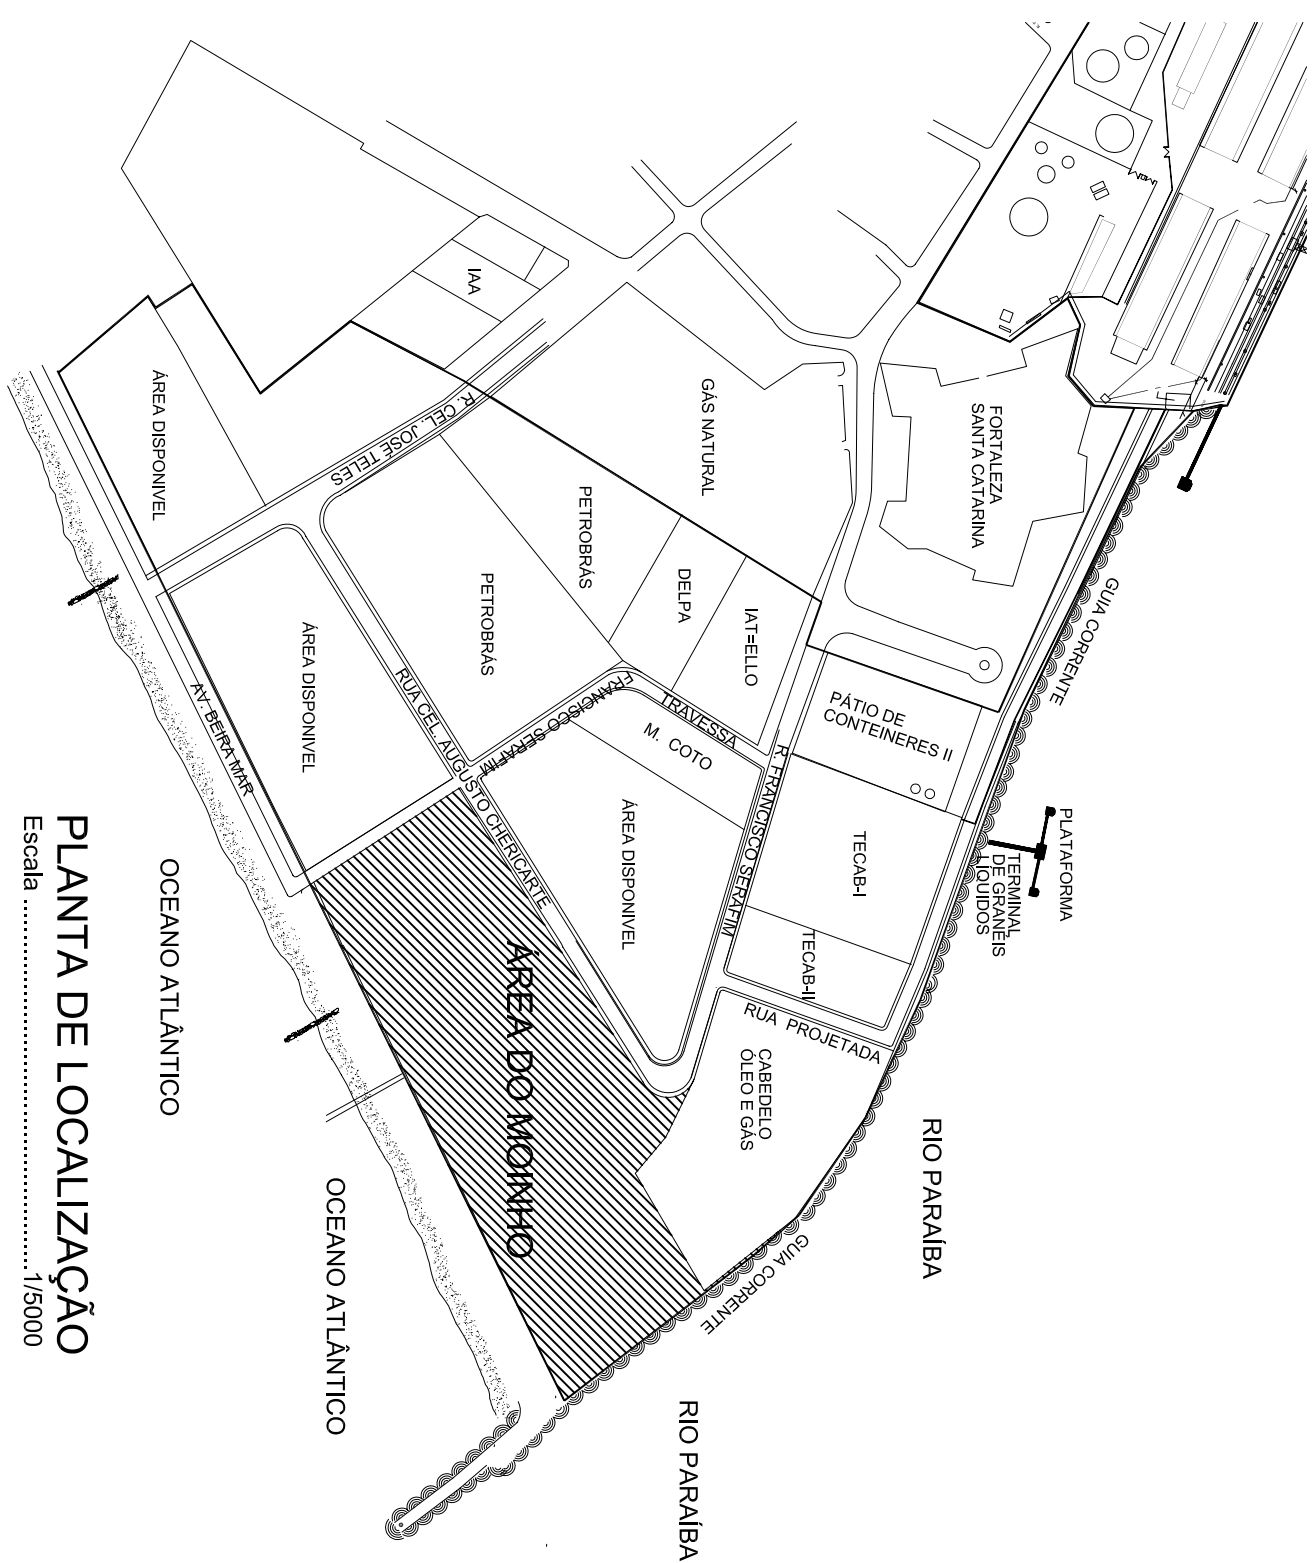 IAA
ÁREA DISPONIVEL
R. CEL. JOSÉ TELES
GÁS NATURAL
FORTALEZA
SANTA CATARINA
PETROBRÁS
PETROBRÁS
DELPA
IAT=ELLO
GUIA CORRENTE
ÁREA DISPONIVEL
AV. BEIRA MAR
RUA CEL. AUGUSTO CHERICARTE
FRANCISCO SERAFIM
TRAVESSA
M. COTO
R. FRANCISCO SERAFIM
PÁTIO DE
CONTEINERES II
ÁREA DISPONIVEL
TECAB-I
TECAB-II
PLATAFORMA
TERMINAL
DE GRANÉIS
LÍQUIDOS
RUA PROJETADA
CABEDELO
ÓLEO E GÁS
ÁREA DO MOINHO
RIO PARAÍBA
GUIA CORRENTE
RIO PARAÍBA
OCEANO ATLÂNTICO
OCEANO ATLÂNTICO
PLANTA DE LOCALIZAÇÃO
Escala ........................... 1/5000